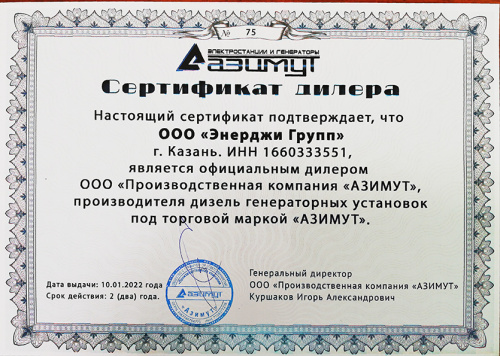 № 75
ЭЛЕКТРОСТАНЦИИ И ГЕНЕРАТОРЫ
АЗИМУТ
Сертификат дилера
Настоящий сертификат подтверждает, что
ООО «Энерджи Групп»
г. Казань. ИНН 1660333551,
является официальным дилером
ООО «Производственная компания «АЗИМУТ»,
производителя дизель генераторных установок
под торговой маркой «АЗИМУТ».
Дата выдачи: 10.01.2022 года
Срок действия: 2 (два) года.
Генеральный директор
ООО «Производственная компания «АЗИМУТ»
Куршаков Игорь Александрович
АЗИМУТ
«Азимут»